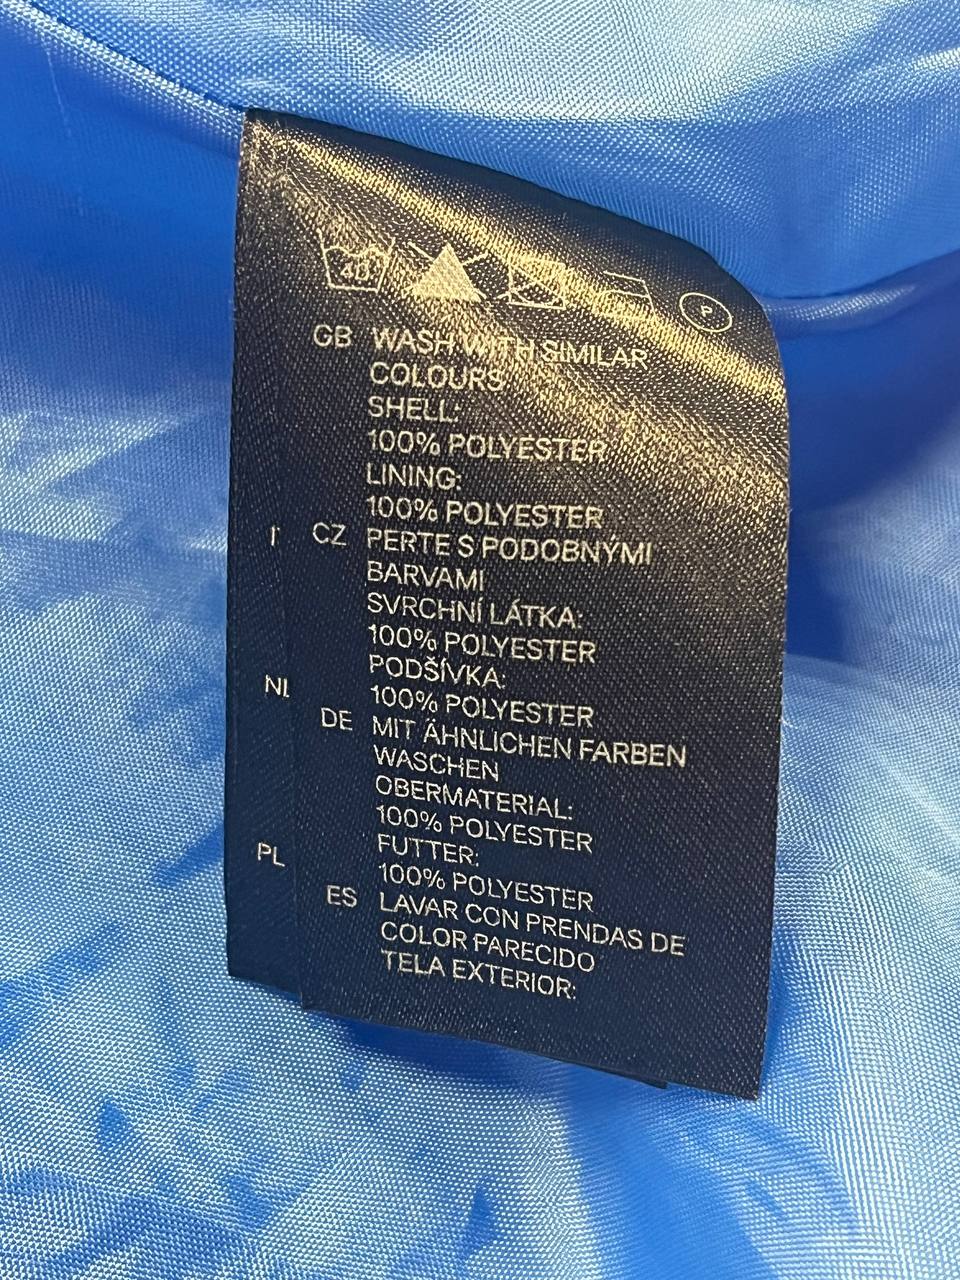 40
P
GB WASH WITH SIMILAR
COLOURS
SHELL:
100% POLYESTER
LINING:
100% POLYESTER
CZ PERTE S PODOBNÝMI
BARVAMI
SVRCHNÍ LÁTKA:
100% POLYESTER
PODŠÍVKA:
100% POLYESTER
DE MIT ÄHNLICHEN FARBEN
WASCHEN
OBERMATERIAL:
100% POLYESTER
FUTTER:
100% POLYESTER
ES LAVAR CON PRENDAS DE
COLOR PARECIDO
TELA EXTERIOR:
NL
PL